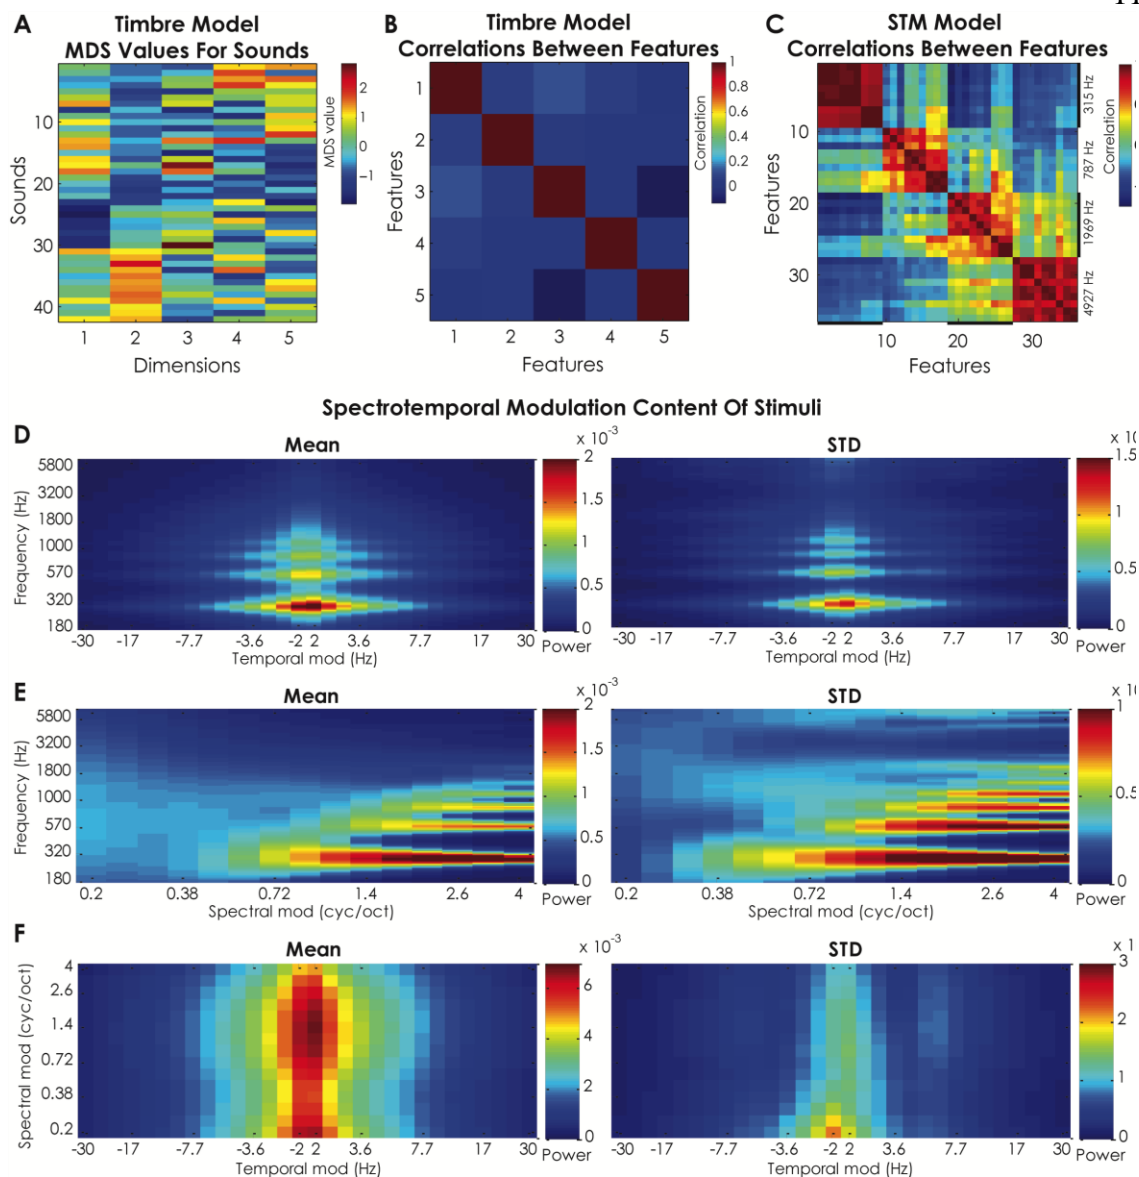 A Timbre Model
MDS Values For Sounds
Sounds
10
20
30
40
1 2 3 4 5
Dimensions
2
1
0
−1
MDS value
B Timbre Model
Correlations Between Features
Features
1
2
3
4
5
1 2 3 4 5
Features
1
0.8
0.6
0.4
0.2
0
Correlation
C STM Model
Correlations Between Features
Features
10
20
30
10 20 30
Features
315 Hz
787 Hz
1969 Hz
4927 Hz
Correlation
Spectrotemporal Modulation Content Of Stimuli
D
Mean
x 10⁻³
Frequency (Hz)
5800
3200
1800
1000
570
320
180
-30 -17 -7.7 -3.6 -2 2 3.6 7.7 17 30
Temporal mod (Hz)
2
1.5
1
0.5
0
Power
STD
x 10
-30 -17 -7.7 -3.6 -2 2 3.6 7.7 17 30
Temporal mod (Hz)
1.5
1
0.5
0
Power
E
Mean
x 10⁻³
Frequency (Hz)
5800
3200
1800
1000
570
320
180
0.2 0.38 0.72 1.4 2.6 4
Spectral mod (cyc/oct)
2
1.5
1
0.5
0
Power
STD
x 10
0.2 0.38 0.72 1.4 2.6 4
Spectral mod (cyc/oct)
1
0.5
0
Power
F
Mean
x 10⁻³
Spectral mod (cyc/oct)
4
2.6
1.4
0.72
0.38
0.2
-30 -17 -7.7 -3.6 -2 2 3.6 7.7 17 30
Temporal mod (Hz)
6
4
2
0
Power
STD
x 1
-30 -17 -7.7 -3.6 -2 2 3.6 7.7 17 30
Temporal mod (Hz)
3
2
1
0
Power